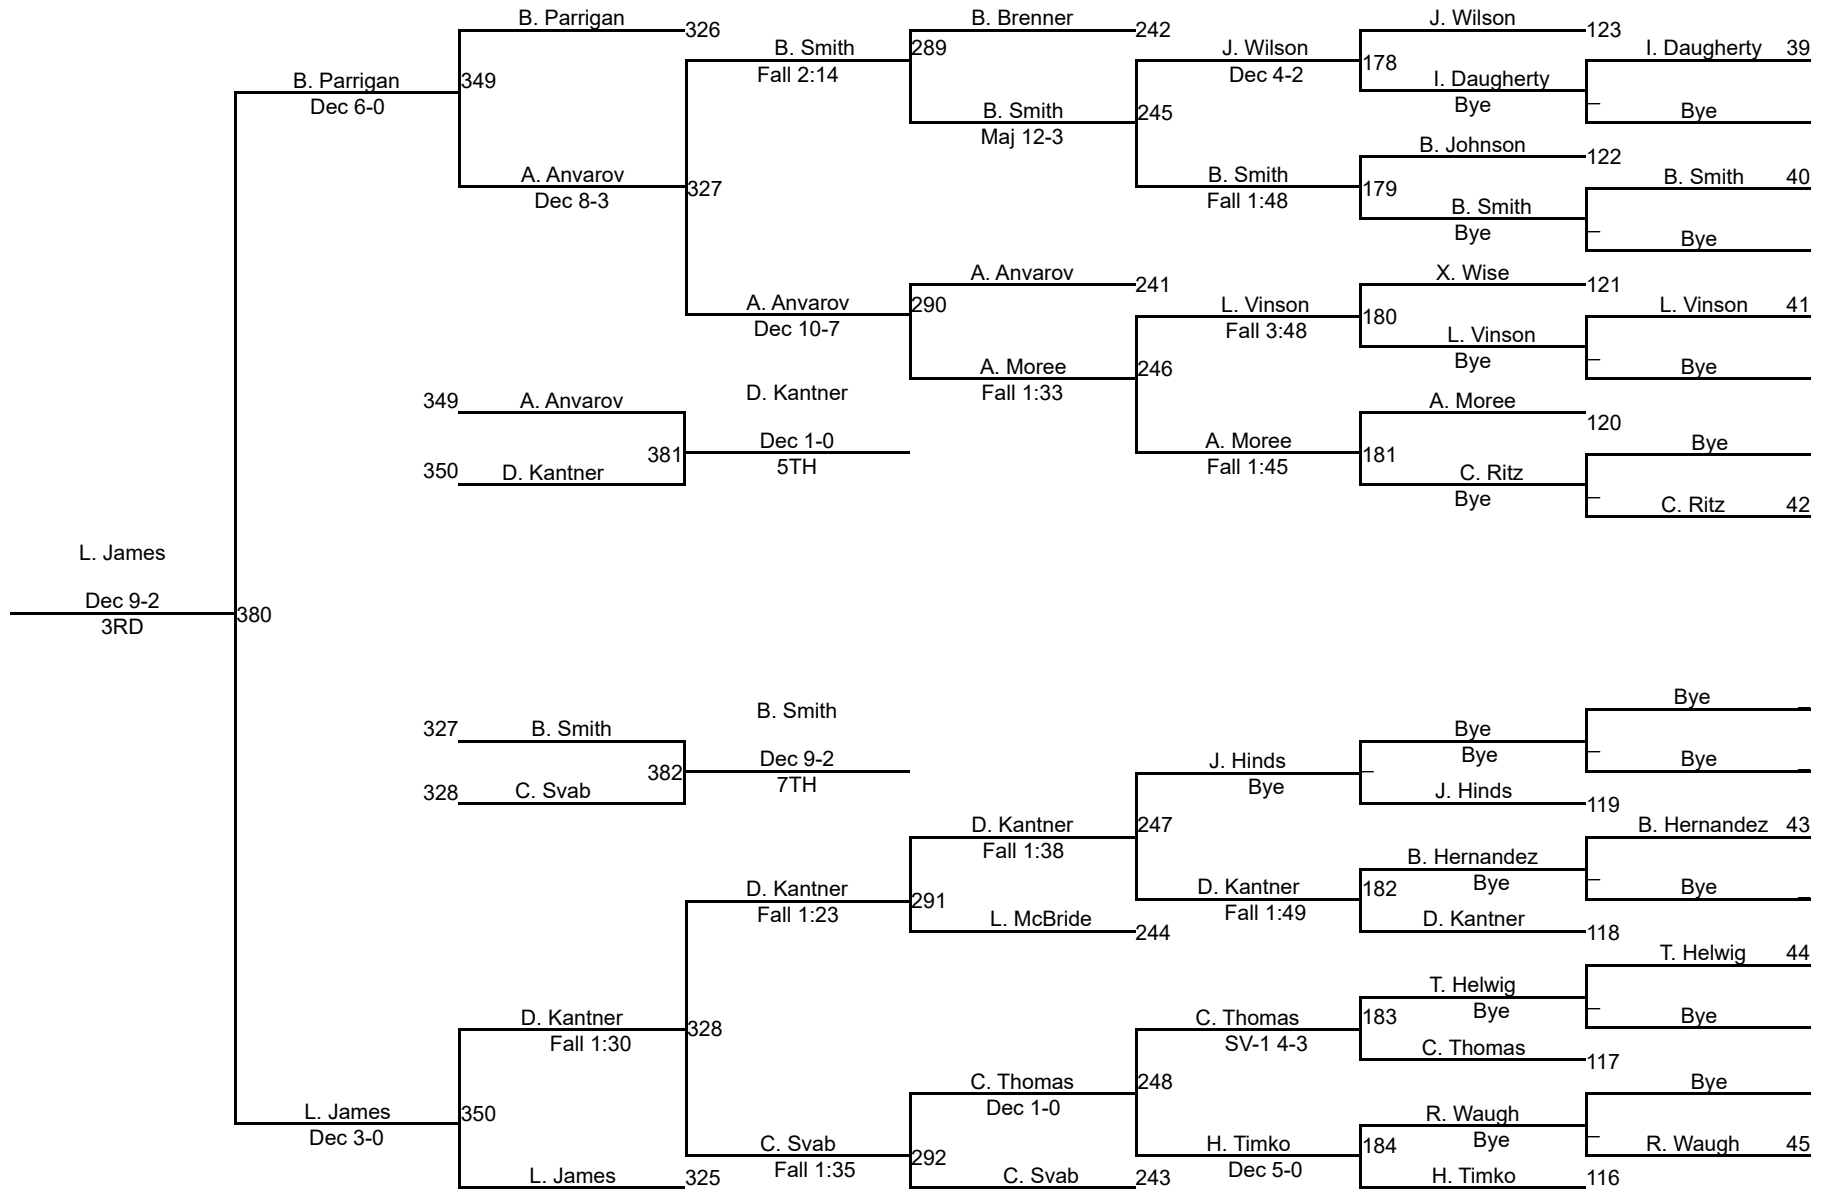 B. Parrigan 326
B. Brenner 242
J. Wilson 123
B. Smith 289
J. Wilson
178
I. Daugherty 39
Fall 2:14
Dec 4-2
B. Parrigan 349
I. Daugherty
Bye
Dec 6-0
B. Smith 245
Bye
Maj 12-3
B. Johnson 122
A. Anvarov
B. Smith
179
B. Smith 40
Dec 8-3
327
Fall 1:48
B. Smith
Bye
Bye
A. Anvarov 241
X. Wise 121
A. Anvarov 290
L. Vinson
180
L. Vinson 41
Dec 10-7
Fall 3:48
L. Vinson
Bye
A. Moree 246
Bye
D. Kantner
Fall 1:33
349 A. Anvarov
A. Moree 120
Dec 1-0
A. Moree
Bye
381
5TH
Fall 1:45
181
350 D. Kantner
C. Ritz
Bye
C. Ritz 42
L. James
Dec 9-2
380
3RD
Bye
B. Smith
327 B. Smith
Bye
Bye
Dec 9-2
J. Hinds
Bye
382
7TH
Bye
328 C. Svab
J. Hinds 119
D. Kantner 247
B. Hernandez 43
Fall 1:38
B. Hernandez
D. Kantner
D. Kantner
Bye
182
Bye
Fall 1:23
291
Fall 1:49
L. McBride 244
D. Kantner 118
T. Helwig 44
T. Helwig
D. Kantner
328
C. Thomas
Bye
183
Bye
Fall 1:30
SV-1 4-3
C. Thomas 117
C. Thomas 248
Bye
L. James 350
Dec 1-0
R. Waugh
Dec 3-0
C. Svab
H. Timko
Bye
184
R. Waugh 45
Fall 1:35
292
Dec 5-0
L. James 325
C. Svab 243
H. Timko 116